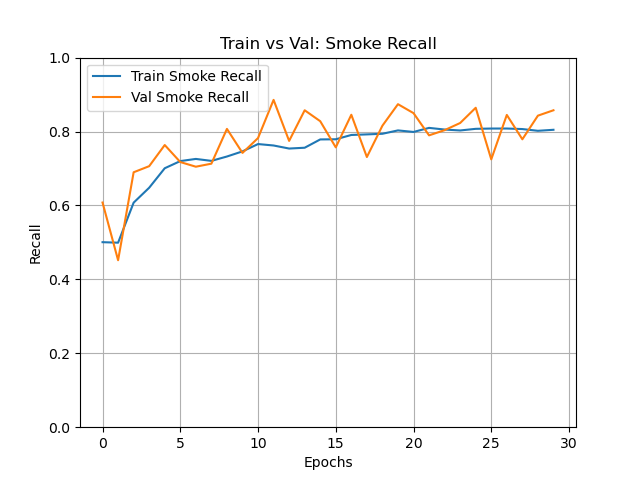 Train vs Val: Smoke Recall
Train Smoke Recall
Val Smoke Recall
1.0
0.8
0.6
0.4
0.2
0.0
Recall
0 5 10 15 20 25 30
Epochs